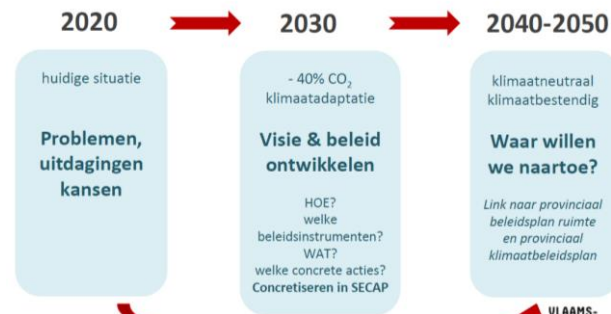 2020
2030
2040-2050
huidige situatie
Problemen,
uitdagingen
kansen
- 40% CO₂
klimaatadaptatie
Visie & beleid
ontwikkelen
HOE?
welke
beleidsinstrumenten?
WAT?
welke concrete acties?
Concretiseren in SECAP
klimaatneutraal
klimaatbestendig
Waar willen
we naartoe?
Link naar provinciaal
beleidsplan ruimte
en provinciaal
klimaatbeleidsplan
VLAAMS-